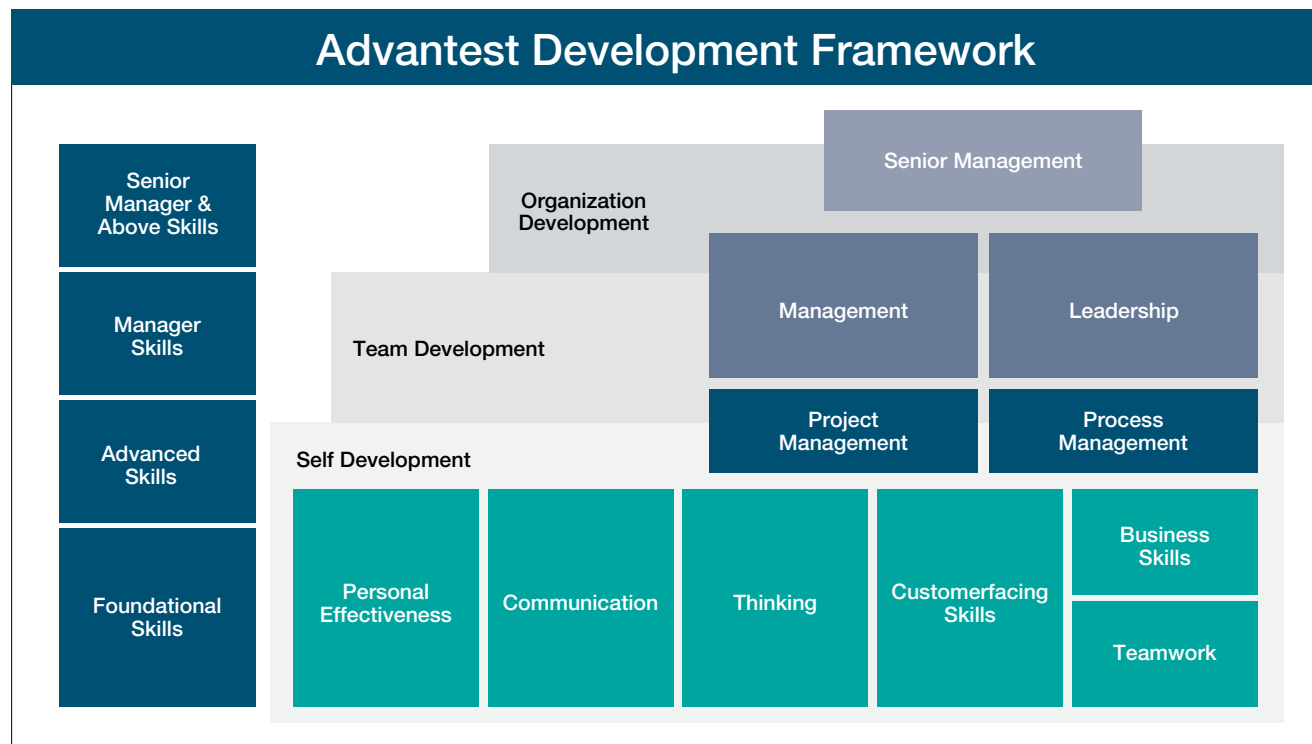 Advantest Development Framework
Senior
Manager &
Above Skills
Manager
Skills
Advanced
Skills
Foundational
Skills
Organization
Development
Senior Management
Team Development
Management
Leadership
Project
Management
Process
Management
Self Development
Personal
Effectiveness
Communication
Thinking
Customerfacing
Skills
Business
Skills
Teamwork